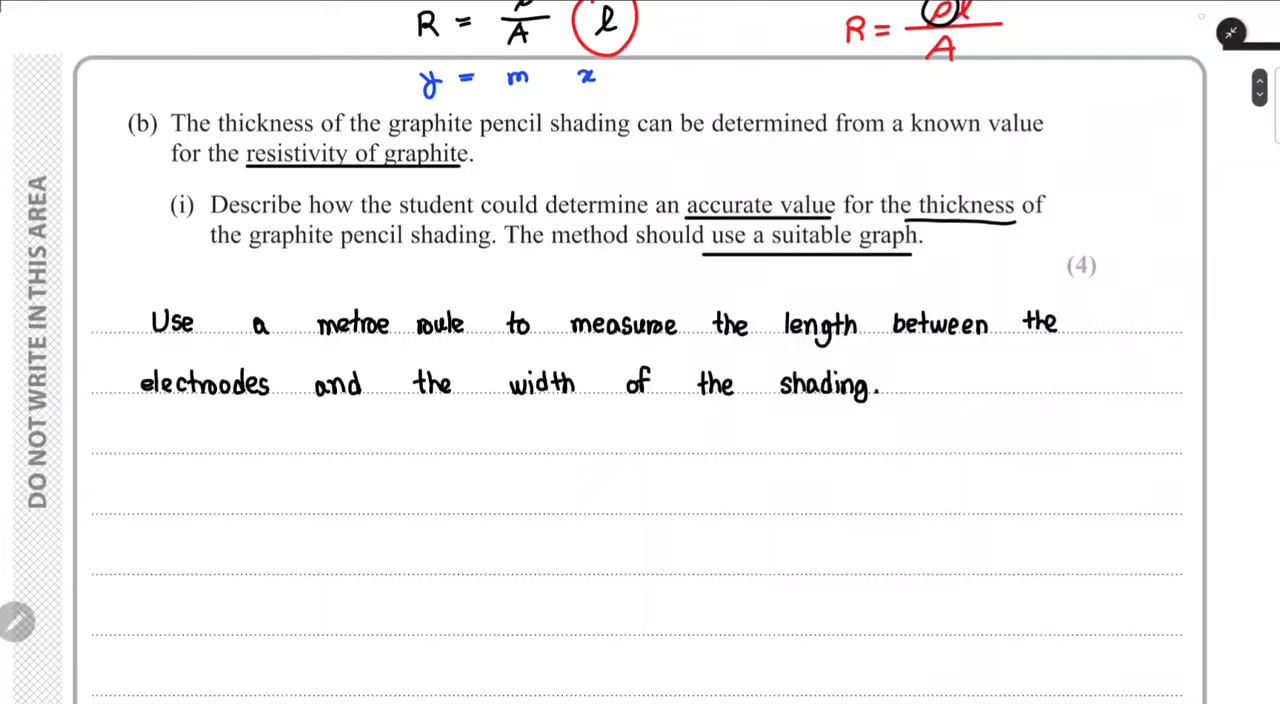 R = ρ/A l
R = ρl/A
y = m x
(b) The thickness of the graphite pencil shading can be determined from a known value
for the resistivity of graphite.
(i) Describe how the student could determine an accurate value for the thickness of
the graphite pencil shading. The method should use a suitable graph.
(4)
Use a metre rule to measure the length between the
electrodes and the width of the shading.
DO NOT WRITE IN THIS AREA